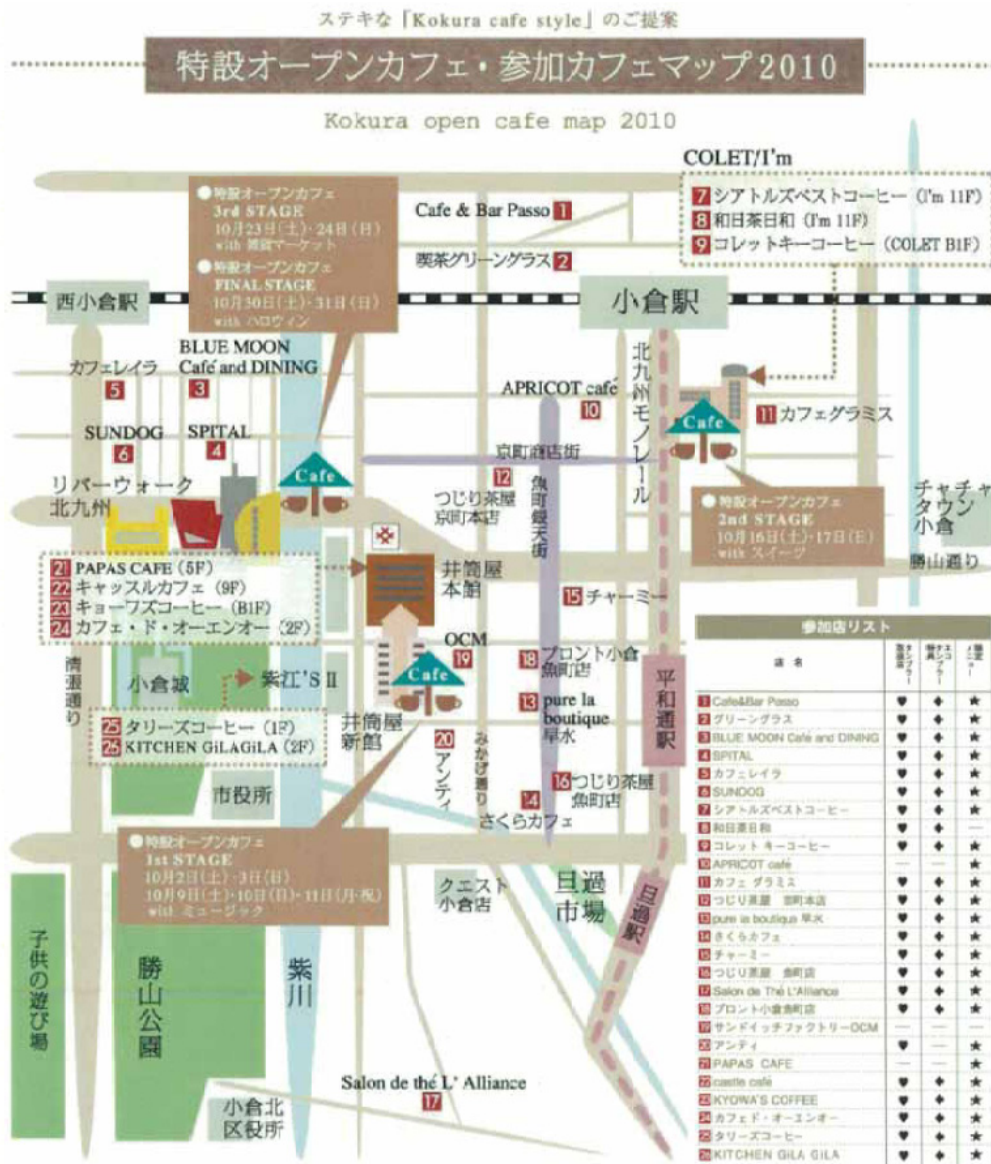 ステキな「Kokura cafe style」のご提案
特設オープンカフェ・参加カフェマップ2010
Kokura open cafe map 2010
COLET/I'm
7 シアトルズベストコーヒー (I'm 11F)
8 和日茶日和 (I'm 11F)
9 コレットキーコーヒー (COLET B1F)
●特設オープンカフェ
3rd STAGE
10月23日(土)・24日(日)
with 雑貨マーケット
●特設オープンカフェ
FINAL STAGE
10月30日(土)・31日(日)
with ハロウィン
Cafe & Bar Passo 1
喫茶グリーングラス 2
西小倉駅
小倉駅
カフェレイラ
5
BLUE MOON
Café and DINING
3
APRICOT café
10
北九州モノレール
11 カフェグラミス
Cafe
SUNDOG
6
SPITAL
4
Cafe
京町商店街
12
つじり茶屋
京町本店
魚町銀天街
リバーウォーク
北九州
●特設オープンカフェ
2nd STAGE
10月16日(土)・17日(日)
with スイーツ
チャチャ
タウン
小倉
勝山通り
21 PAPAS CAFE (5F)
22 キャッスルカフェ (9F)
23 キョーワズコーヒー (B1F)
24 カフェ・ド・オーエンオー (2F)
井筒屋
本館
15 チャーミー
OCM
19
18 プロント小倉
魚町店
Cafe
13 pure la
boutique
早水
平和通駅
清張通り
小倉城
紫江'S II
25 タリーズコーヒー (1F)
26 KITCHEN GiLAGiLA (2F)
井筒屋
新館
20
アンティ
みかげ通り
16 つじり茶屋
魚町店
14
さくらカフェ
市役所
●特設オープンカフェ
1st STAGE
10月2日(土)・3日(日)
10月9日(土)・10日(日)・11日(月・祝)
with ミュージック
クエスト
小倉店
旦過
市場
旦過駅
子供の遊び場
勝山公園
紫川
Salon de thé L' Alliance
17
小倉北
区役所
参加店リスト
店 名
1 Cafe&Bar Passo ♥ ♣ ★
2 グリーングラス ♥ ♣ ★
3 BLUE MOON Café and DINING ♥ ♣ ★
4 SPITAL ♥ ♣ ★
5 カフェレイラ ♥ ♣ ★
6 SUNDOG ♥ ♣ ★
7 シアトルズベストコーヒー ♥ ♣ ★
8 和日茶日和 ♥ ♣ —
9 コレット キーコーヒー ♥ ♣ ★
10 APRICOT café — — ★
11 カフェ グラミス ♥ ♣ ★
12 つじり茶屋 京町本店 ♥ ♣ ★
13 pure la boutique 早水 ♥ ♣ ★
14 さくらカフェ ♥ ♣ ★
15 チャーミー ♥ ♣ ★
16 つじり茶屋 魚町店 ♥ ♣ ★
17 Salon de Thé L'Alliance ♥ ♣ ★
18 プロント小倉魚町店 ♥ ♣ ★
19 サンドイッチファクトリーOCM — — —
20 アンティ ♥ — ★
21 PAPAS CAFE — — ★
22 castle café ♥ ♣ ★
23 KYOWA'S COFFEE ♥ ♣ ★
24 カフェド・オーエンオー ♥ ♣ ★
25 タリーズコーヒー ♥ ♣ ★
26 KITCHEN GiLA GiLA ♥ ♣ ★